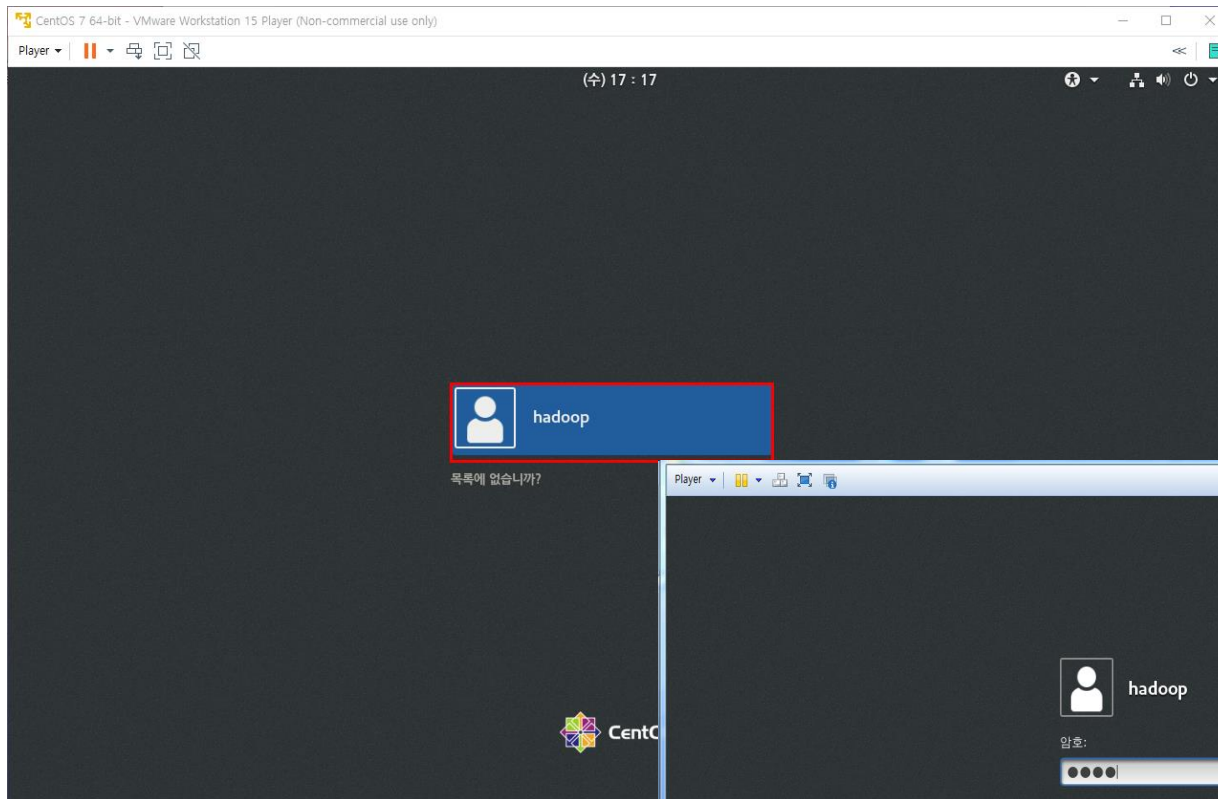 CentOS 7 64-bit - VMware Workstation 15 Player (Non-commercial use only)
Player
(수) 17 : 17
hadoop
목록에 없습니까?
Player
CentO
hadoop
암호: